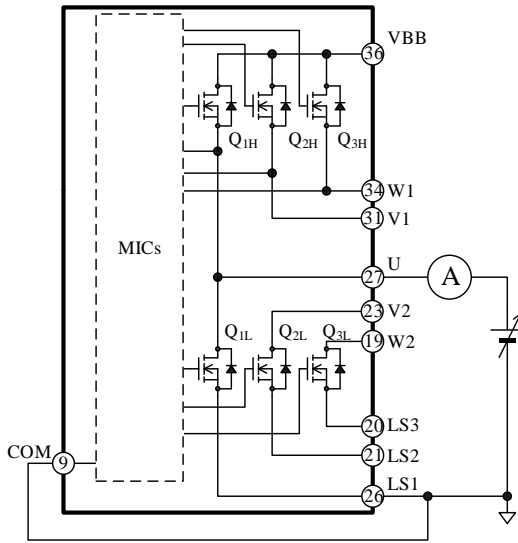 VBB
36
Q1H
Q2H
Q3H
34 W1
31 V1
MICs
U
27
A
23 V2
19 W2
Q1L
Q2L
Q3L
20 LS3
COM
9
21 LS2
LS1
26